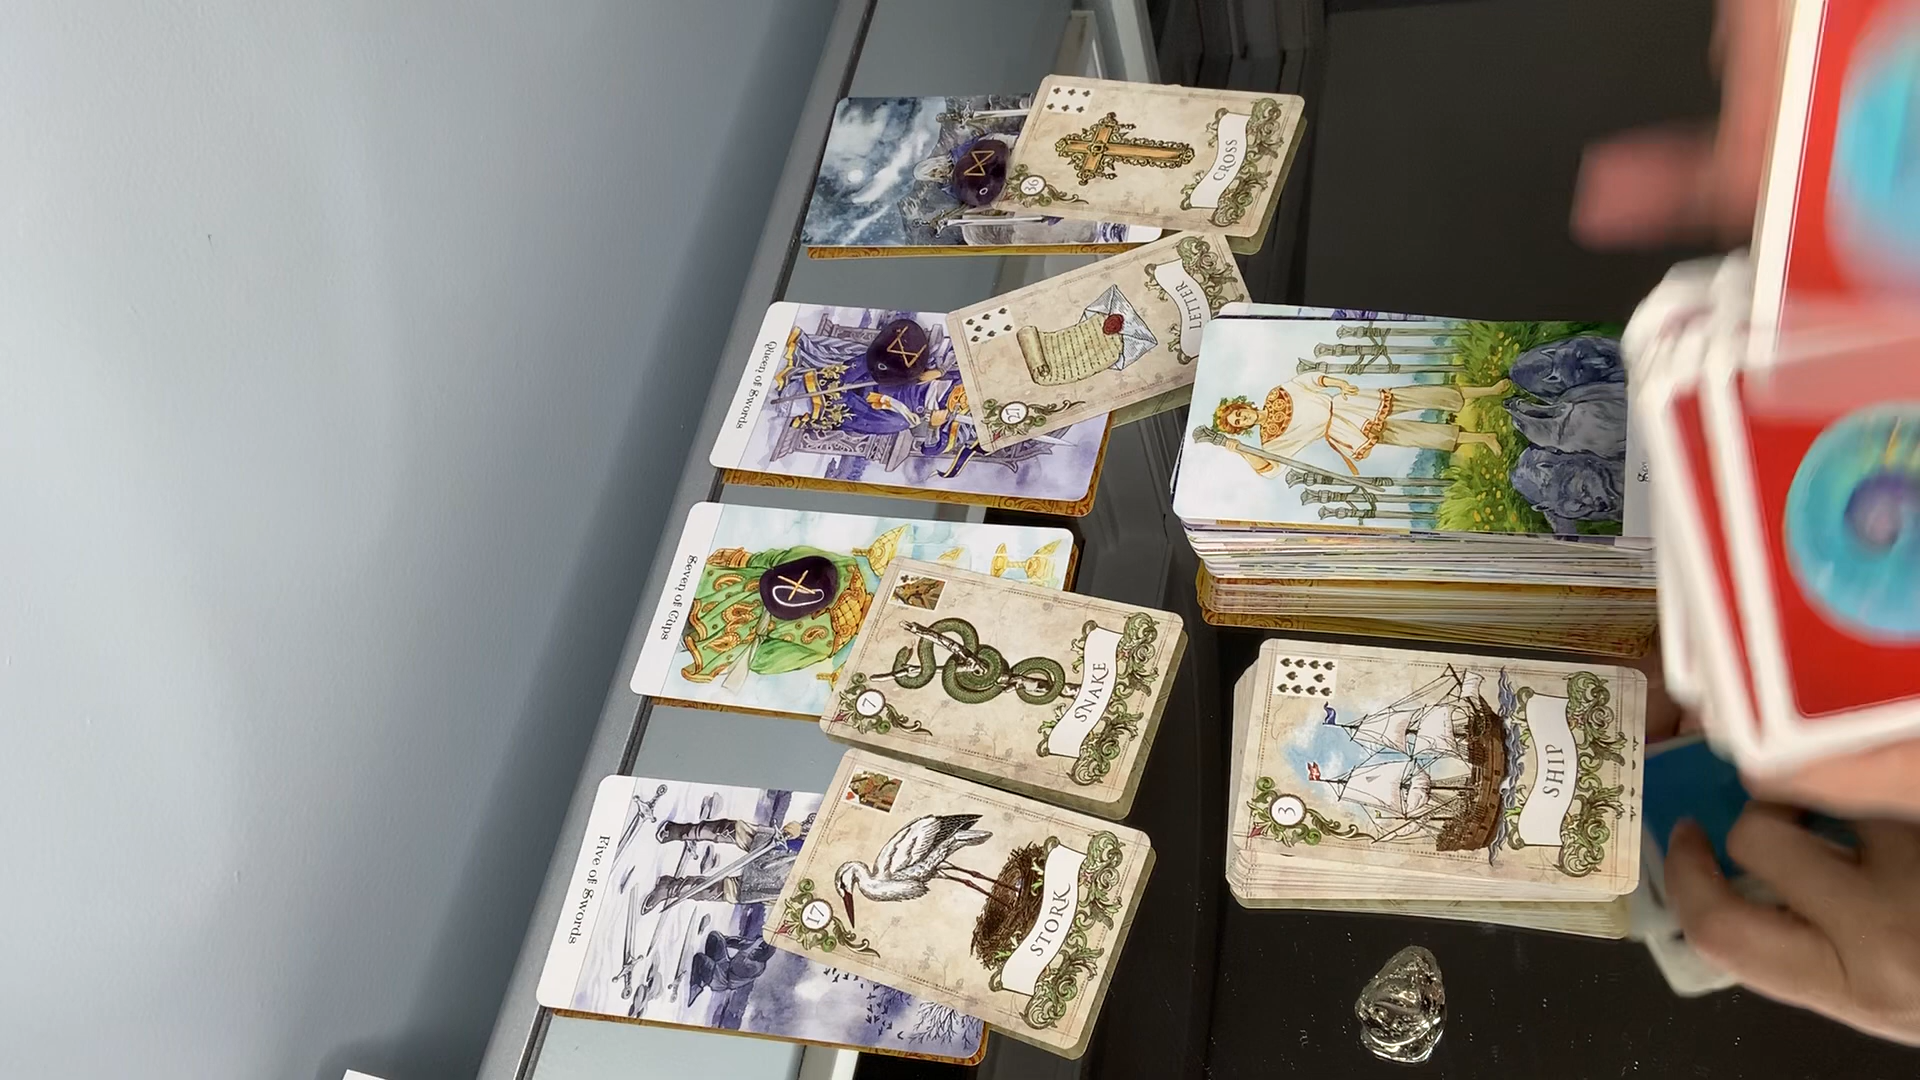 36
CROSS
27
LETTER
Queen of Swords
Seven of Cups
7
SNAKE
Five of Swords
17
STORK
3
SHIP